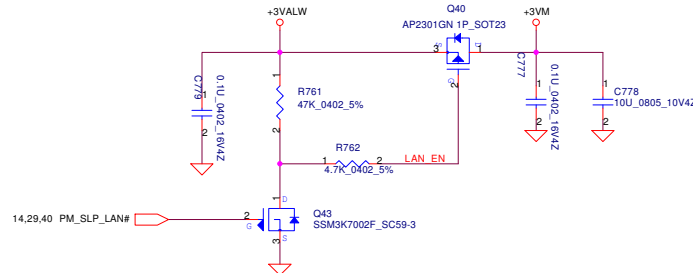 Q40
+3VALW
AP2301GN 1P_SOT23
+3VM
3
S
D
1
G
2
C779
1
2
0.1U_0402_16V4Z
1
R761
47K_0402_5%
2
C777
1
2
0.1U_0402_16V4Z
1
C778
10U_0805_10V4Z
2
R762
1
2
LAN_EN
4.7K_0402_5%
1
D
Q43
SSM3K7002F_SC59-3
14,29,40 PM_SLP_LAN#
2
G
S
3